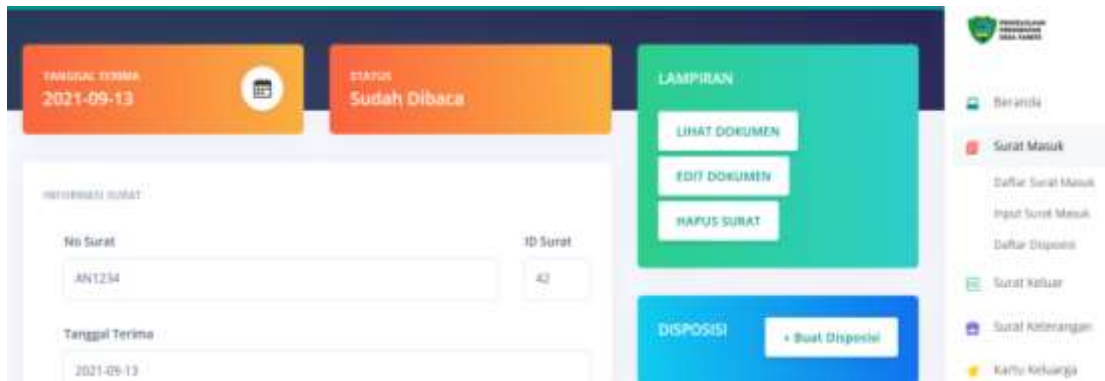 TANGGAL TERIMA
2021-09-13
STATUS
Sudah Dibaca
INFORMASI SURAT
No Surat
ID Surat
AN1234
42
Tanggal Terima
2021-09-13
LAMPIRAN
LIHAT DOKUMEN
EDIT DOKUMEN
HAPUS SURAT
DISPOSISI
+ Buat Disposisi
Beranda
Surat Masuk
Daftar Surat Masuk
Input Surat Masuk
Daftar Disposisi
Surat Keluar
Surat Keterangan
Kartu Keluarga